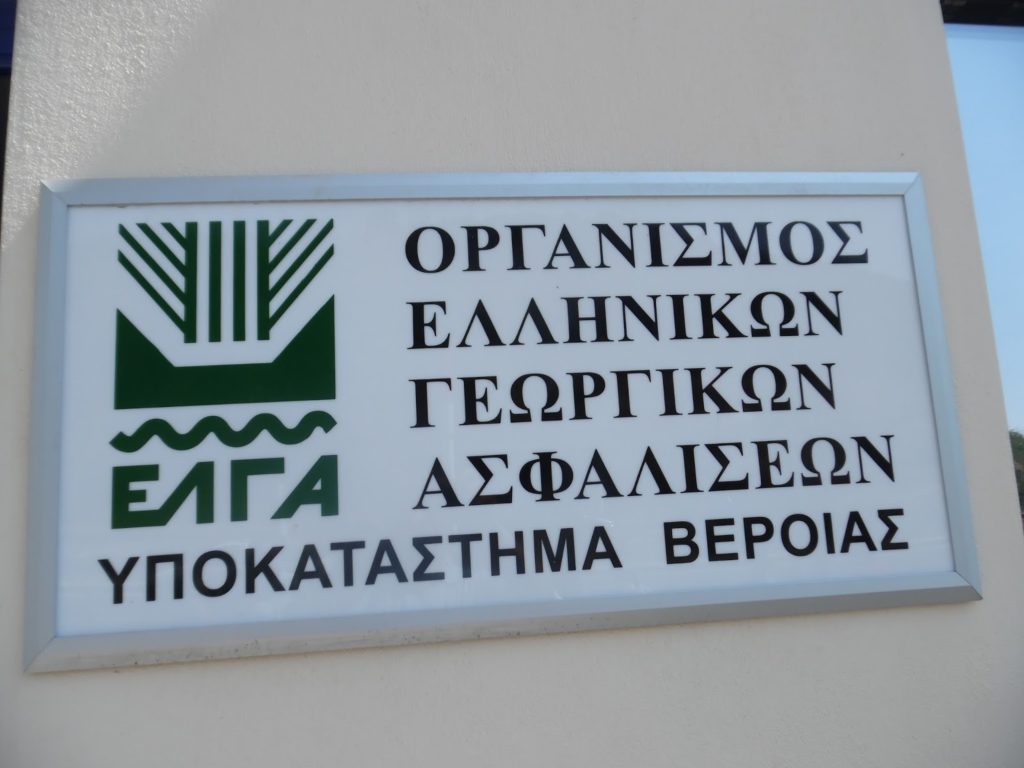 ΟΡΓΑΝΙΣΜΟΣ
ΕΛΛΗΝΙΚΩΝ
ΓΕΩΡΓΙΚΩΝ
ΑΣΦΑΛΙΣΕΩΝ
ΕΛΓΑ
ΥΠΟΚΑΤΑΣΤΗΜΑ ΒΕΡΟΙΑΣ